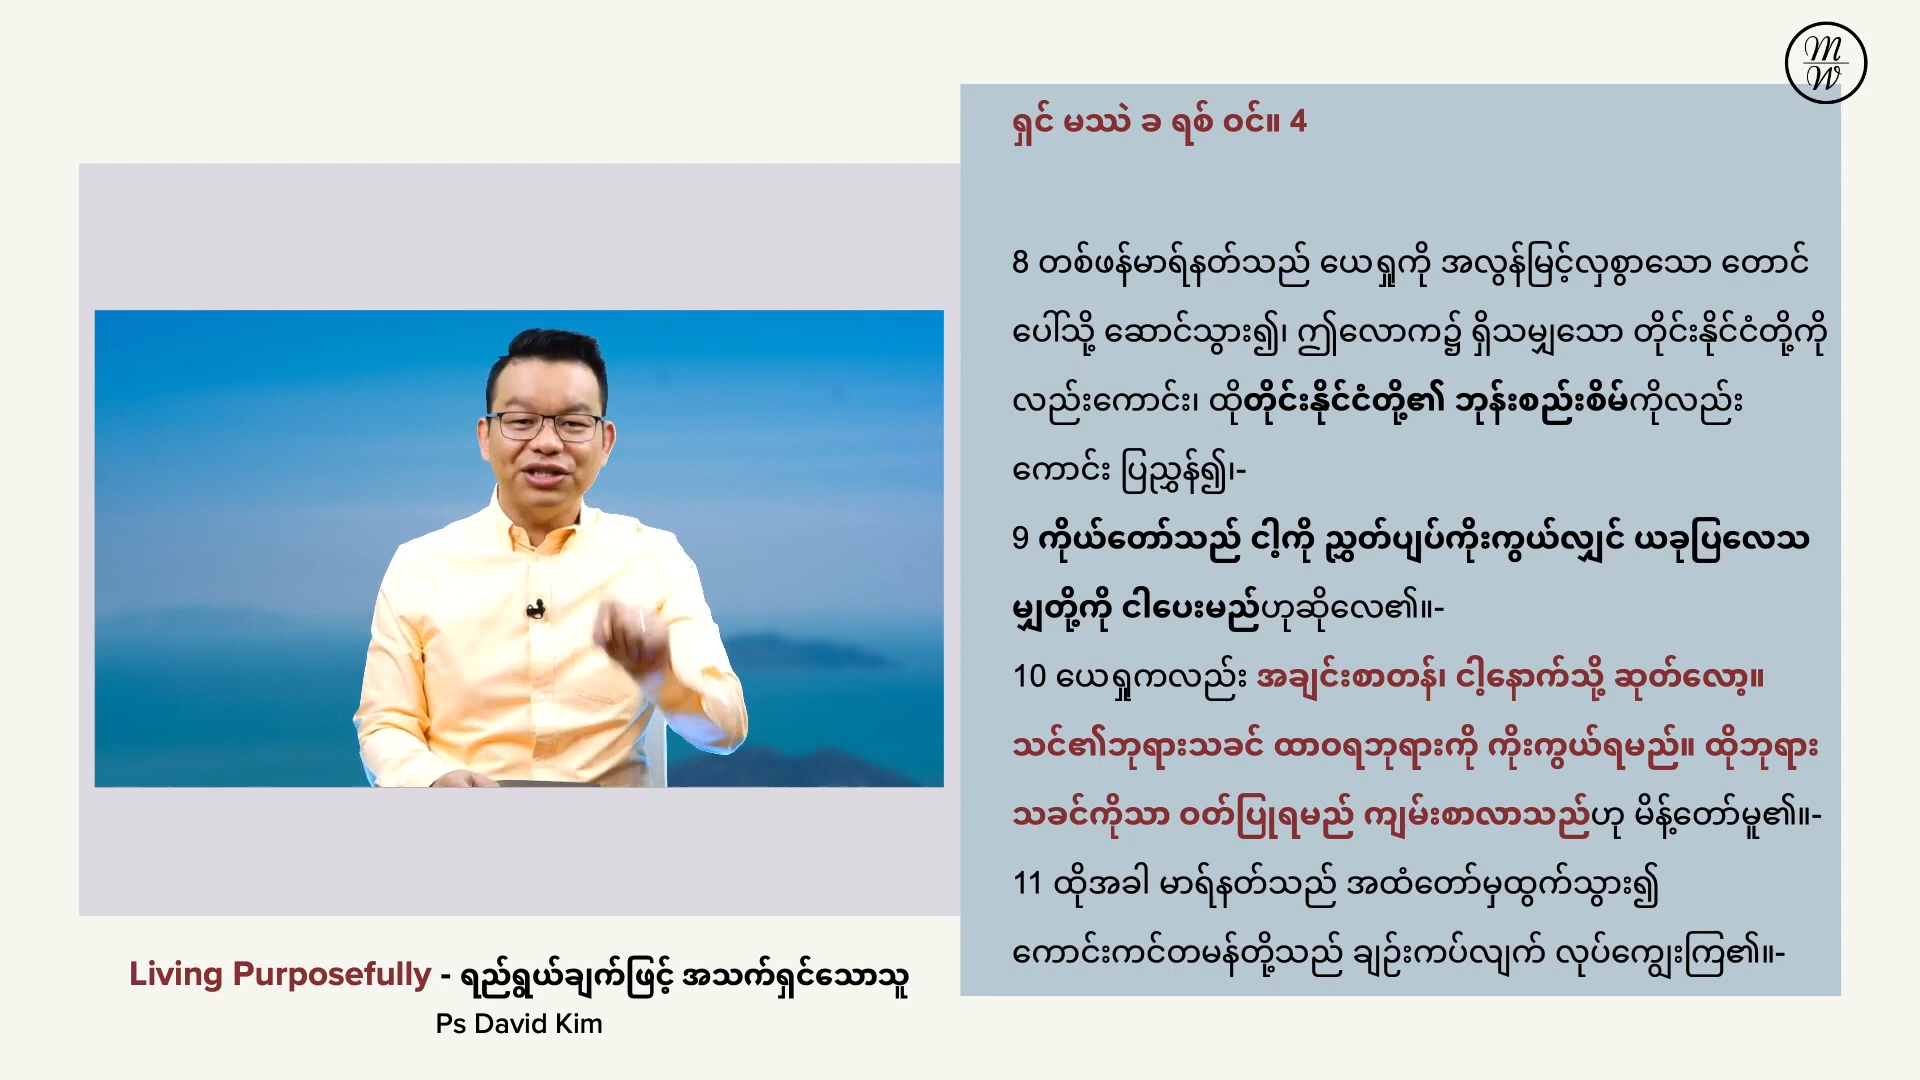 M
W
ရှင် မဿဲ ခ ရစ် ဝင်။ 4
8 တစ်ဖန်မာရ်နတ်သည် ယေရှုကို အလွန်မြင့်လှစွာသော တောင်
ပေါ်သို့ ဆောင်သွား၍၊ ဤလောက၌ ရှိသမျှသော တိုင်းနိုင်ငံတို့ကို
လည်းကောင်း၊ ထိုတိုင်းနိုင်ငံတို့၏ ဘုန်းစည်းစိမ်ကိုလည်း
ကောင်း ပြညွှန်၍၊-
9 ကိုယ်တော်သည် ငါ့ကို ညွှတ်ပျပ်ကိုးကွယ်လျှင် ယခုပြလေသ
မျှတို့ကို ငါပေးမည်ဟုဆိုလေ၏။-
10 ယေရှုကလည်း အချင်းစာတန်၊ ငါ့နောက်သို့ ဆုတ်လော့။
သင်၏ဘုရားသခင် ထာဝရဘုရားကို ကိုးကွယ်ရမည်။ ထိုဘုရား
သခင်ကိုသာ ဝတ်ပြုရမည် ကျမ်းစာလာသည်ဟု မိန့်တော်မူ၏။-
11 ထိုအခါ မာရ်နတ်သည် အထံတော်မှထွက်သွား၍
ကောင်းကင်တမန်တို့သည် ချဉ်းကပ်လျက် လုပ်ကျွေးကြ၏။-
Living Purposefully - ရည်ရွယ်ချက်ဖြင့် အသက်ရှင်သောသူ
Ps David Kim